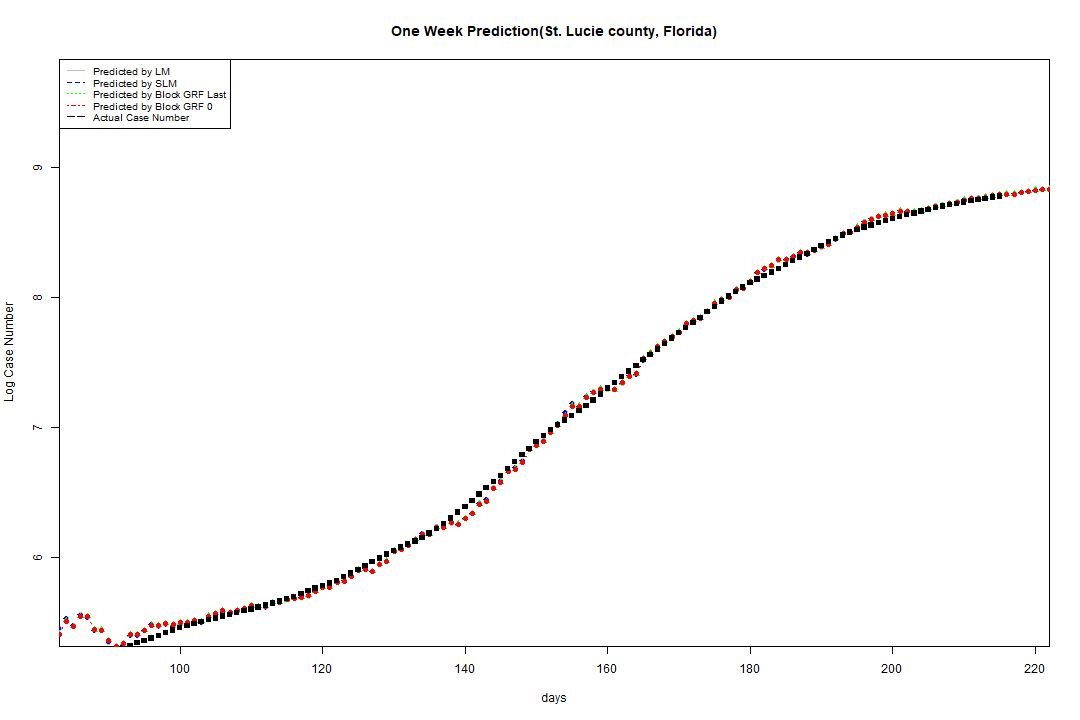 One Week Prediction(St. Lucie county, Florida)
Predicted by LM
Predicted by SLM
Predicted by Block GRF Last
Predicted by Block GRF 0
Actual Case Number
Log Case Number
9
8
7
6
100 120 140 160 180 200 220
days